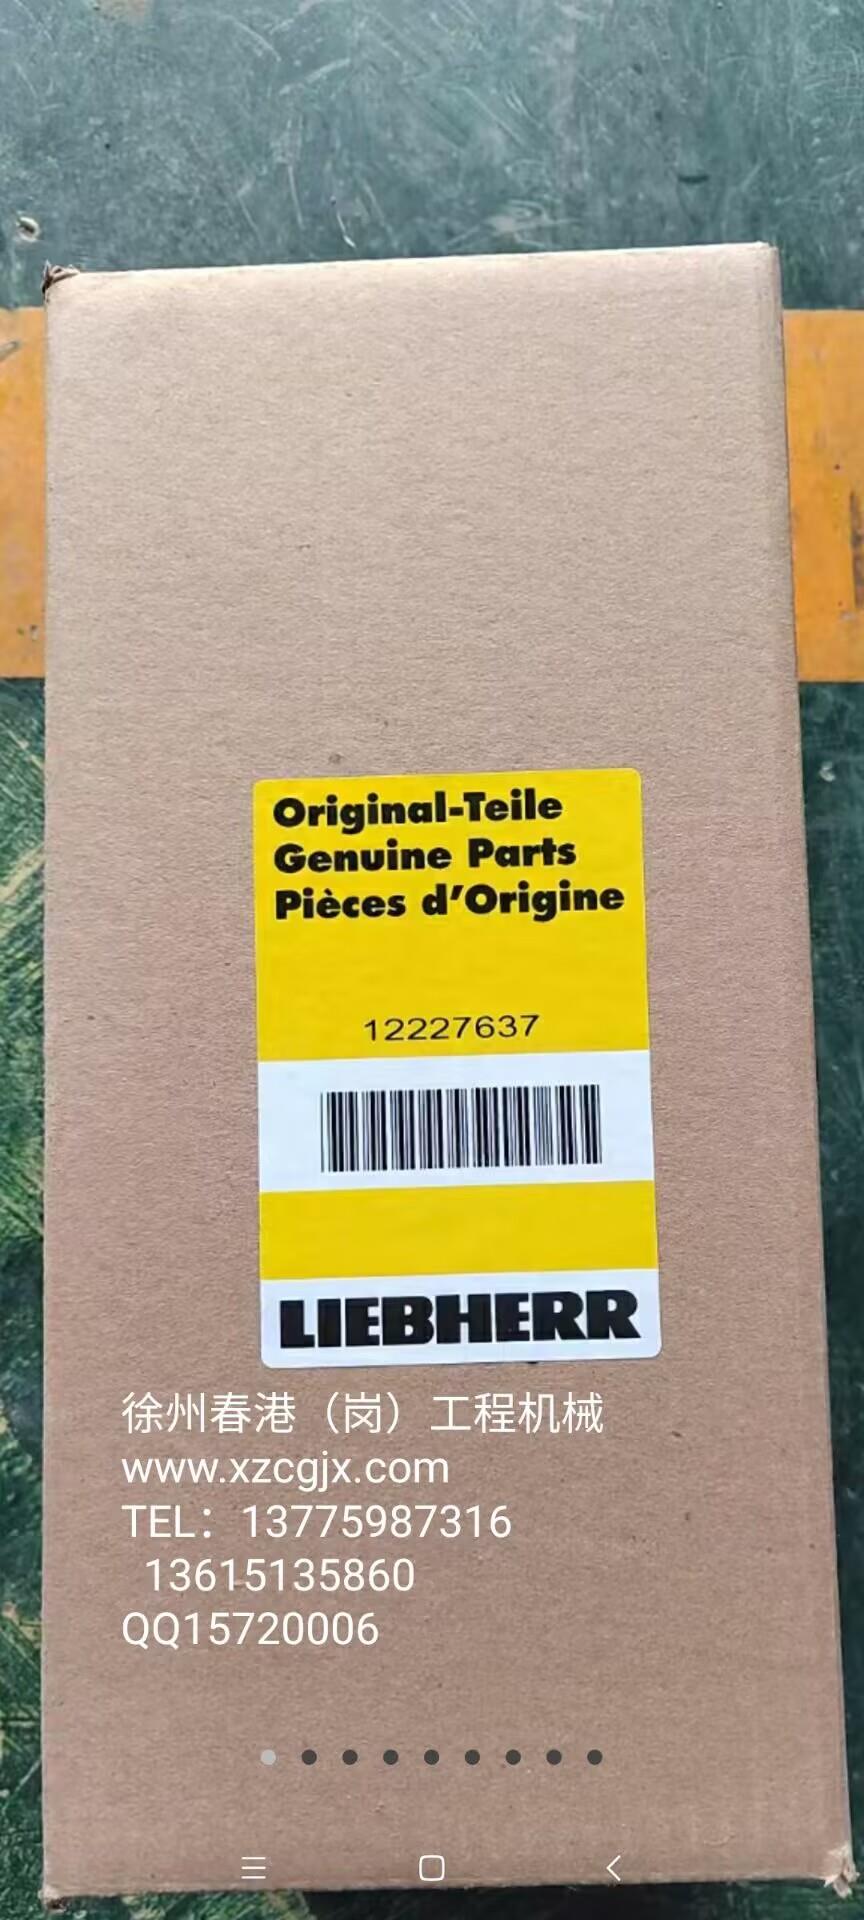 Original-Teile
Genuine Parts
Pièces d'Origine
12227637
LIEBHERR
徐州春港（岗）工程机械
www.xzcgjx.com
TEL：13775987316
13615135860
QQ15720006